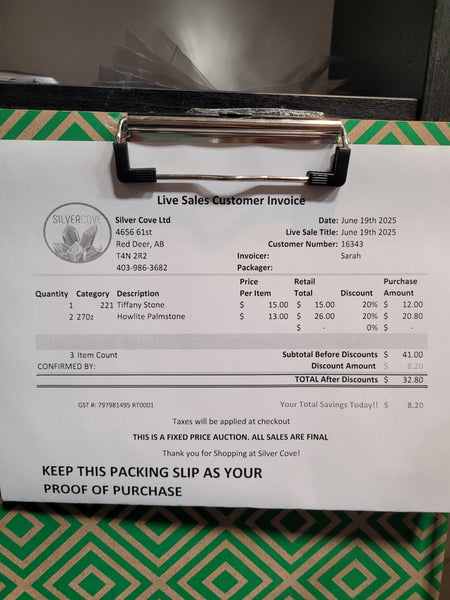 Live Sales Customer Invoice
SILVERCOVE
Silver Cove Ltd
4656 61st
Red Deer, AB
T4N 2R2
403-986-3682
Date: June 19th 2025
Live Sale Title: June 19th 2025
Customer Number: 16343
Invoicer: Sarah
Packager:
Quantity Category Description Price Per Item Retail Total Discount Purchase Amount
1 221 Tiffany Stone $ 15.00 $ 15.00 20% $ 12.00
2 270z Howlite Palmstone $ 13.00 $ 26.00 20% $ 20.80
$ - 0% $ -
3 Item Count Subtotal Before Discounts $ 41.00
CONFIRMED BY: Discount Amount $ 8.20
TOTAL After Discounts $ 32.80
GST #: 797981495 RT0001 Your Total Savings Today!! $ 8.20
Taxes will be applied at checkout
THIS IS A FIXED PRICE AUCTION. ALL SALES ARE FINAL
Thank you for Shopping at Silver Cove!
KEEP THIS PACKING SLIP AS YOUR
PROOF OF PURCHASE